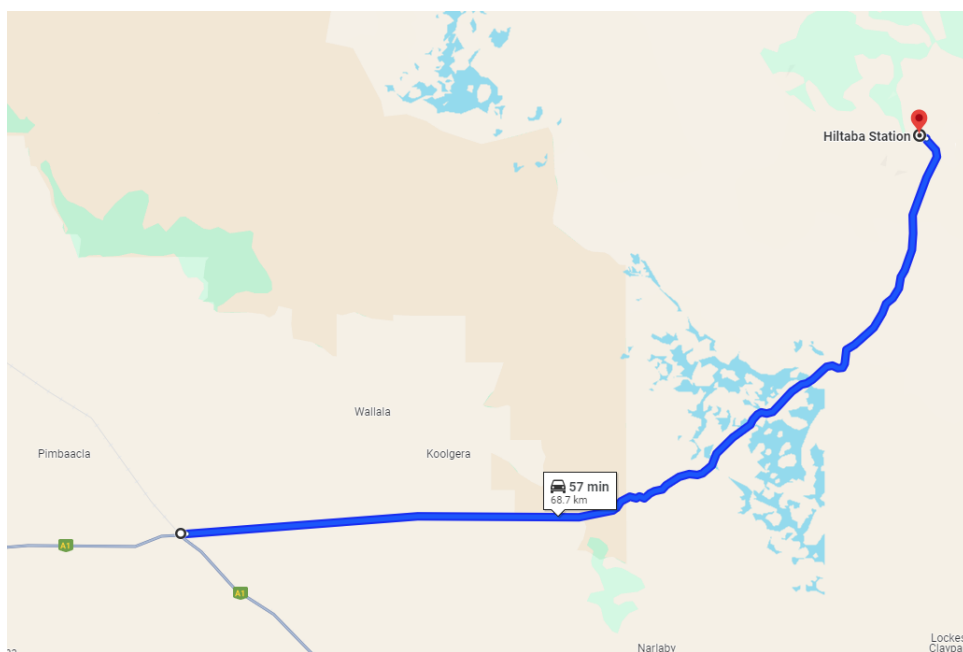 Hiltaba Station
Wallala
Pimbaacla
Koolgera
57 min
68.7 km
A1
A1
Narlaby
Lockes
Claypa